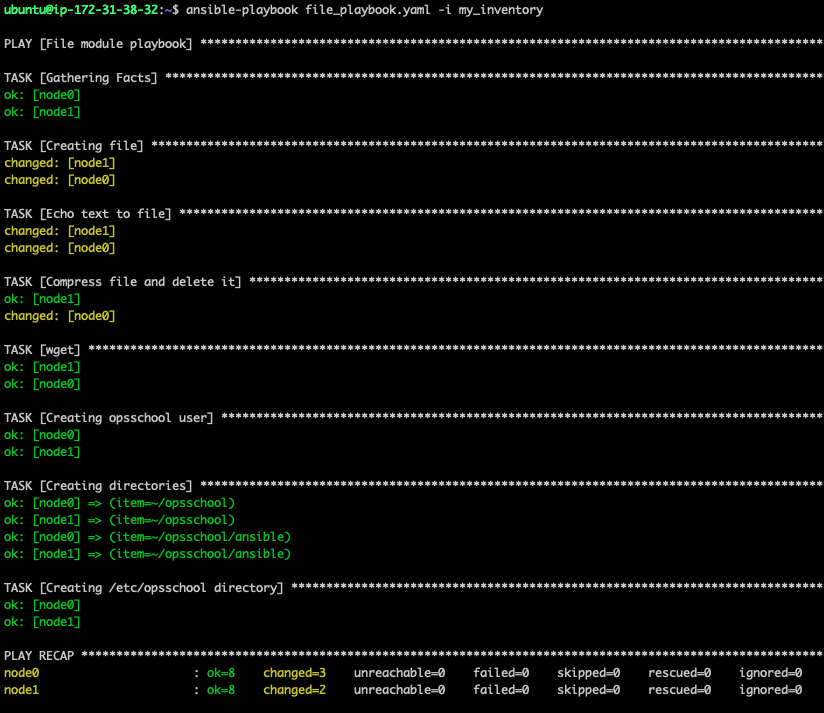 ubuntu@ip-172-31-38-32:~$ ansible-playbook file_playbook.yaml -i my_inventory
PLAY [File module playbook] *****************************************************************************************
TASK [Gathering Facts] **********************************************************************************************
ok: [node0]
ok: [node1]
TASK [Creating file] ************************************************************************************************
changed: [node1]
changed: [node0]
TASK [Echo text to file] ********************************************************************************************
changed: [node1]
changed: [node0]
TASK [Compress file and delete it] **********************************************************************************
ok: [node1]
changed: [node0]
TASK [wget] *********************************************************************************************************
ok: [node1]
ok: [node0]
TASK [Creating opsschool user] **************************************************************************************
ok: [node0]
ok: [node1]
TASK [Creating directories] *****************************************************************************************
ok: [node0] => (item=~/opsschool)
ok: [node1] => (item=~/opsschool)
ok: [node0] => (item=~/opsschool/ansible)
ok: [node1] => (item=~/opsschool/ansible)
TASK [Creating /etc/opsschool directory] ****************************************************************************
ok: [node0]
ok: [node1]
PLAY RECAP **********************************************************************************************************
node0 : ok=8 changed=3 unreachable=0 failed=0 skipped=0 rescued=0 ignored=0
node1 : ok=8 changed=2 unreachable=0 failed=0 skipped=0 rescued=0 ignored=0